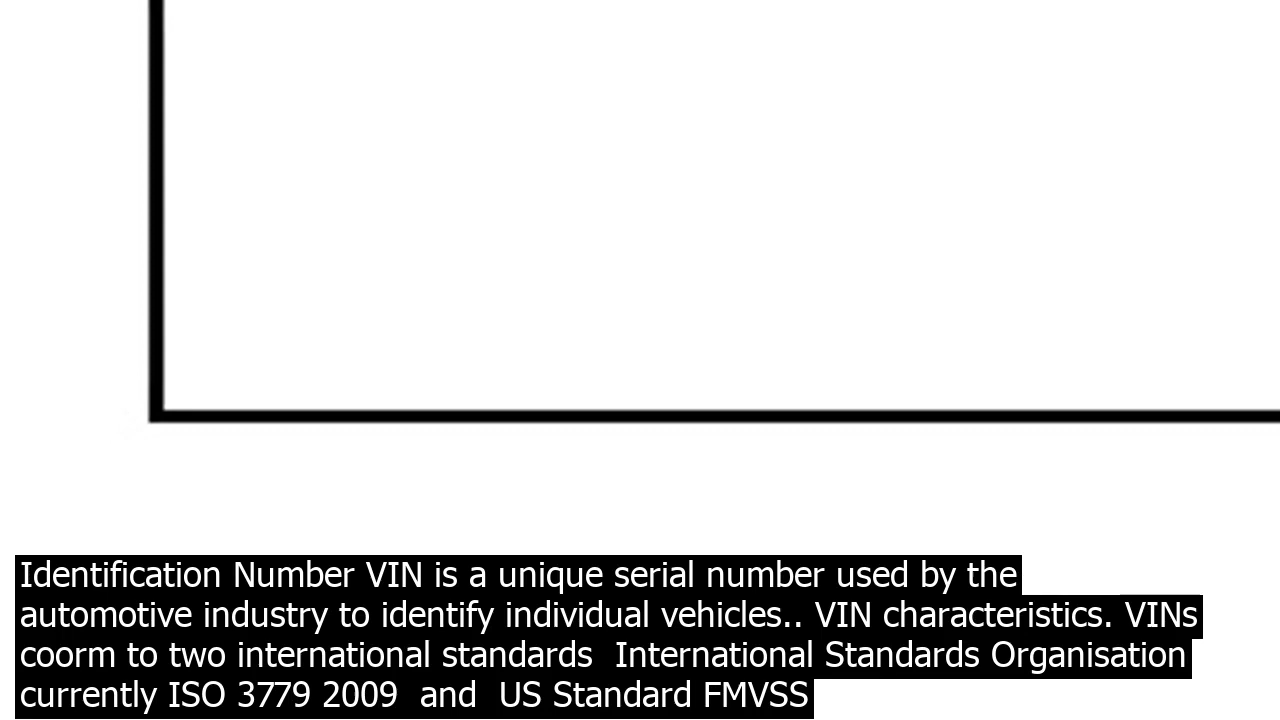 Identification Number VIN is a unique serial number used by the
automotive industry to identify individual vehicles.. VIN characteristics. VINs
coorm to two international standards  International Standards Organisation
currently ISO 3779 2009  and  US Standard FMVSS